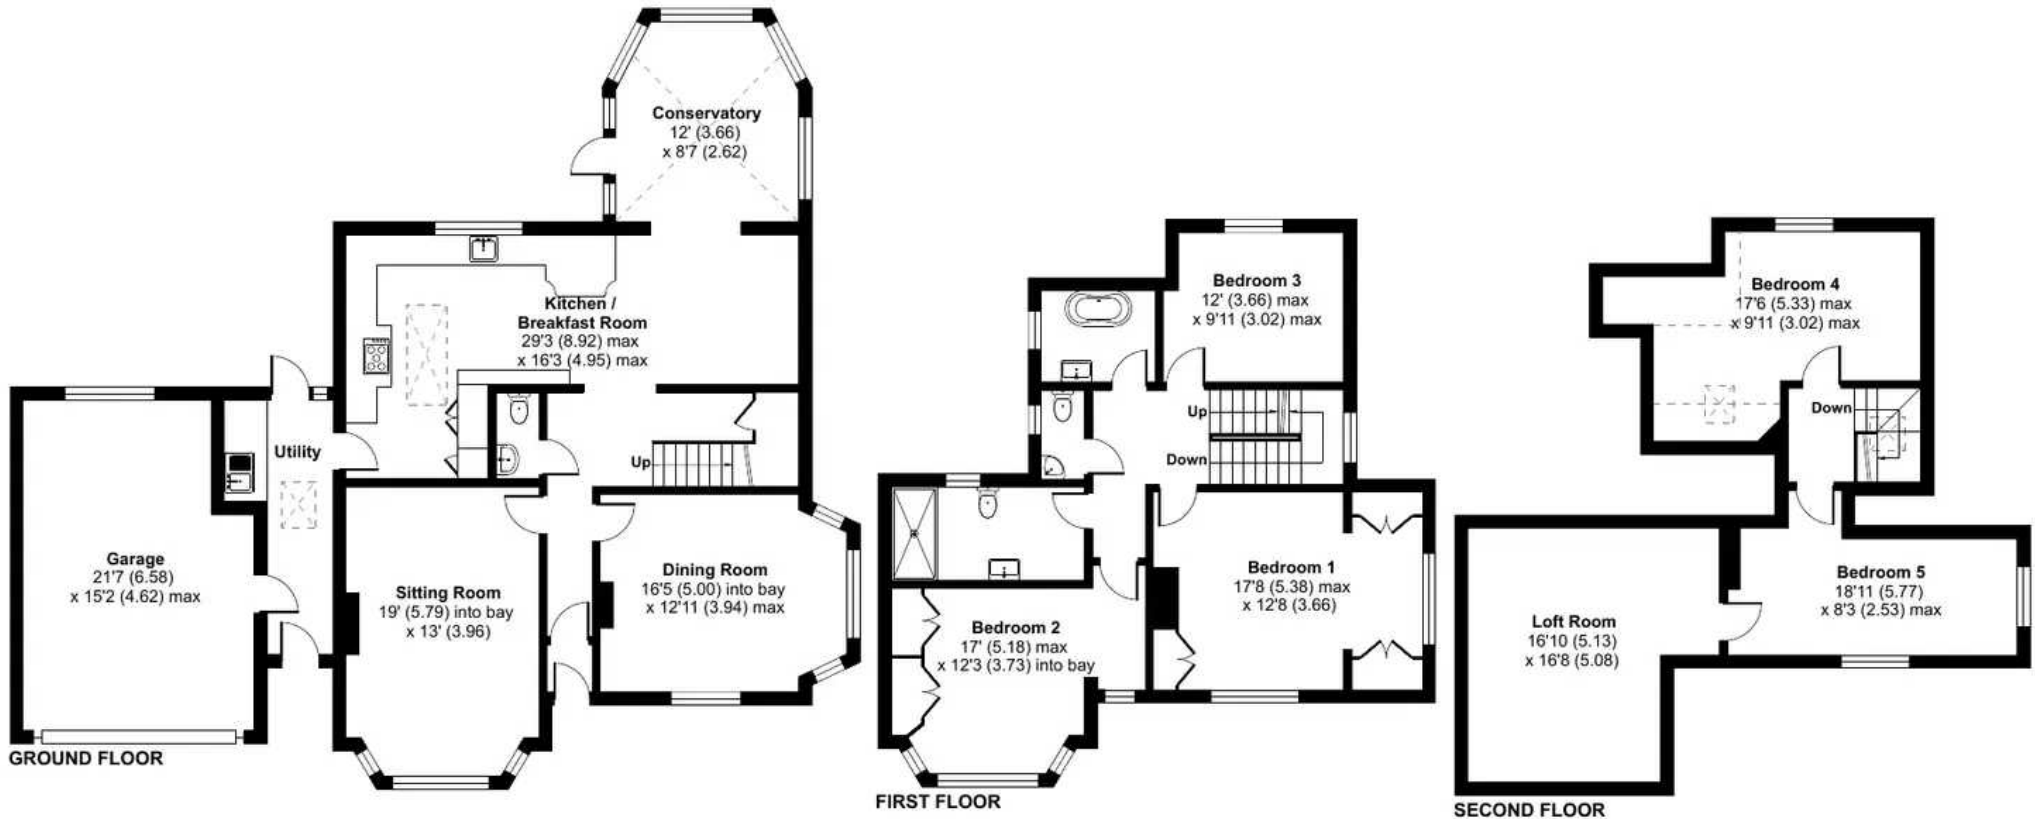 Conservatory
12' (3.66)
x 8'7 (2.62)
Kitchen /
Breakfast Room
29'3 (8.92) max
x 16'3 (4.95) max
Utility
Up
Garage
21'7 (6.58)
x 15'2 (4.62) max
Sitting Room
19' (5.79) into bay
x 13' (3.96)
Dining Room
16'5 (5.00) into bay
x 12'11 (3.94) max
GROUND FLOOR
Bedroom 3
12' (3.66) max
x 9'11 (3.02) max
Up
Down
Bedroom 1
17'8 (5.38) max
x 12'8 (3.66)
Bedroom 2
17' (5.18) max
x 12'3 (3.73) into bay
FIRST FLOOR
Bedroom 4
17'6 (5.33) max
x 9'11 (3.02) max
Down
Bedroom 5
18'11 (5.77)
x 8'3 (2.53) max
Loft Room
16'10 (5.13)
x 16'8 (5.08)
SECOND FLOOR